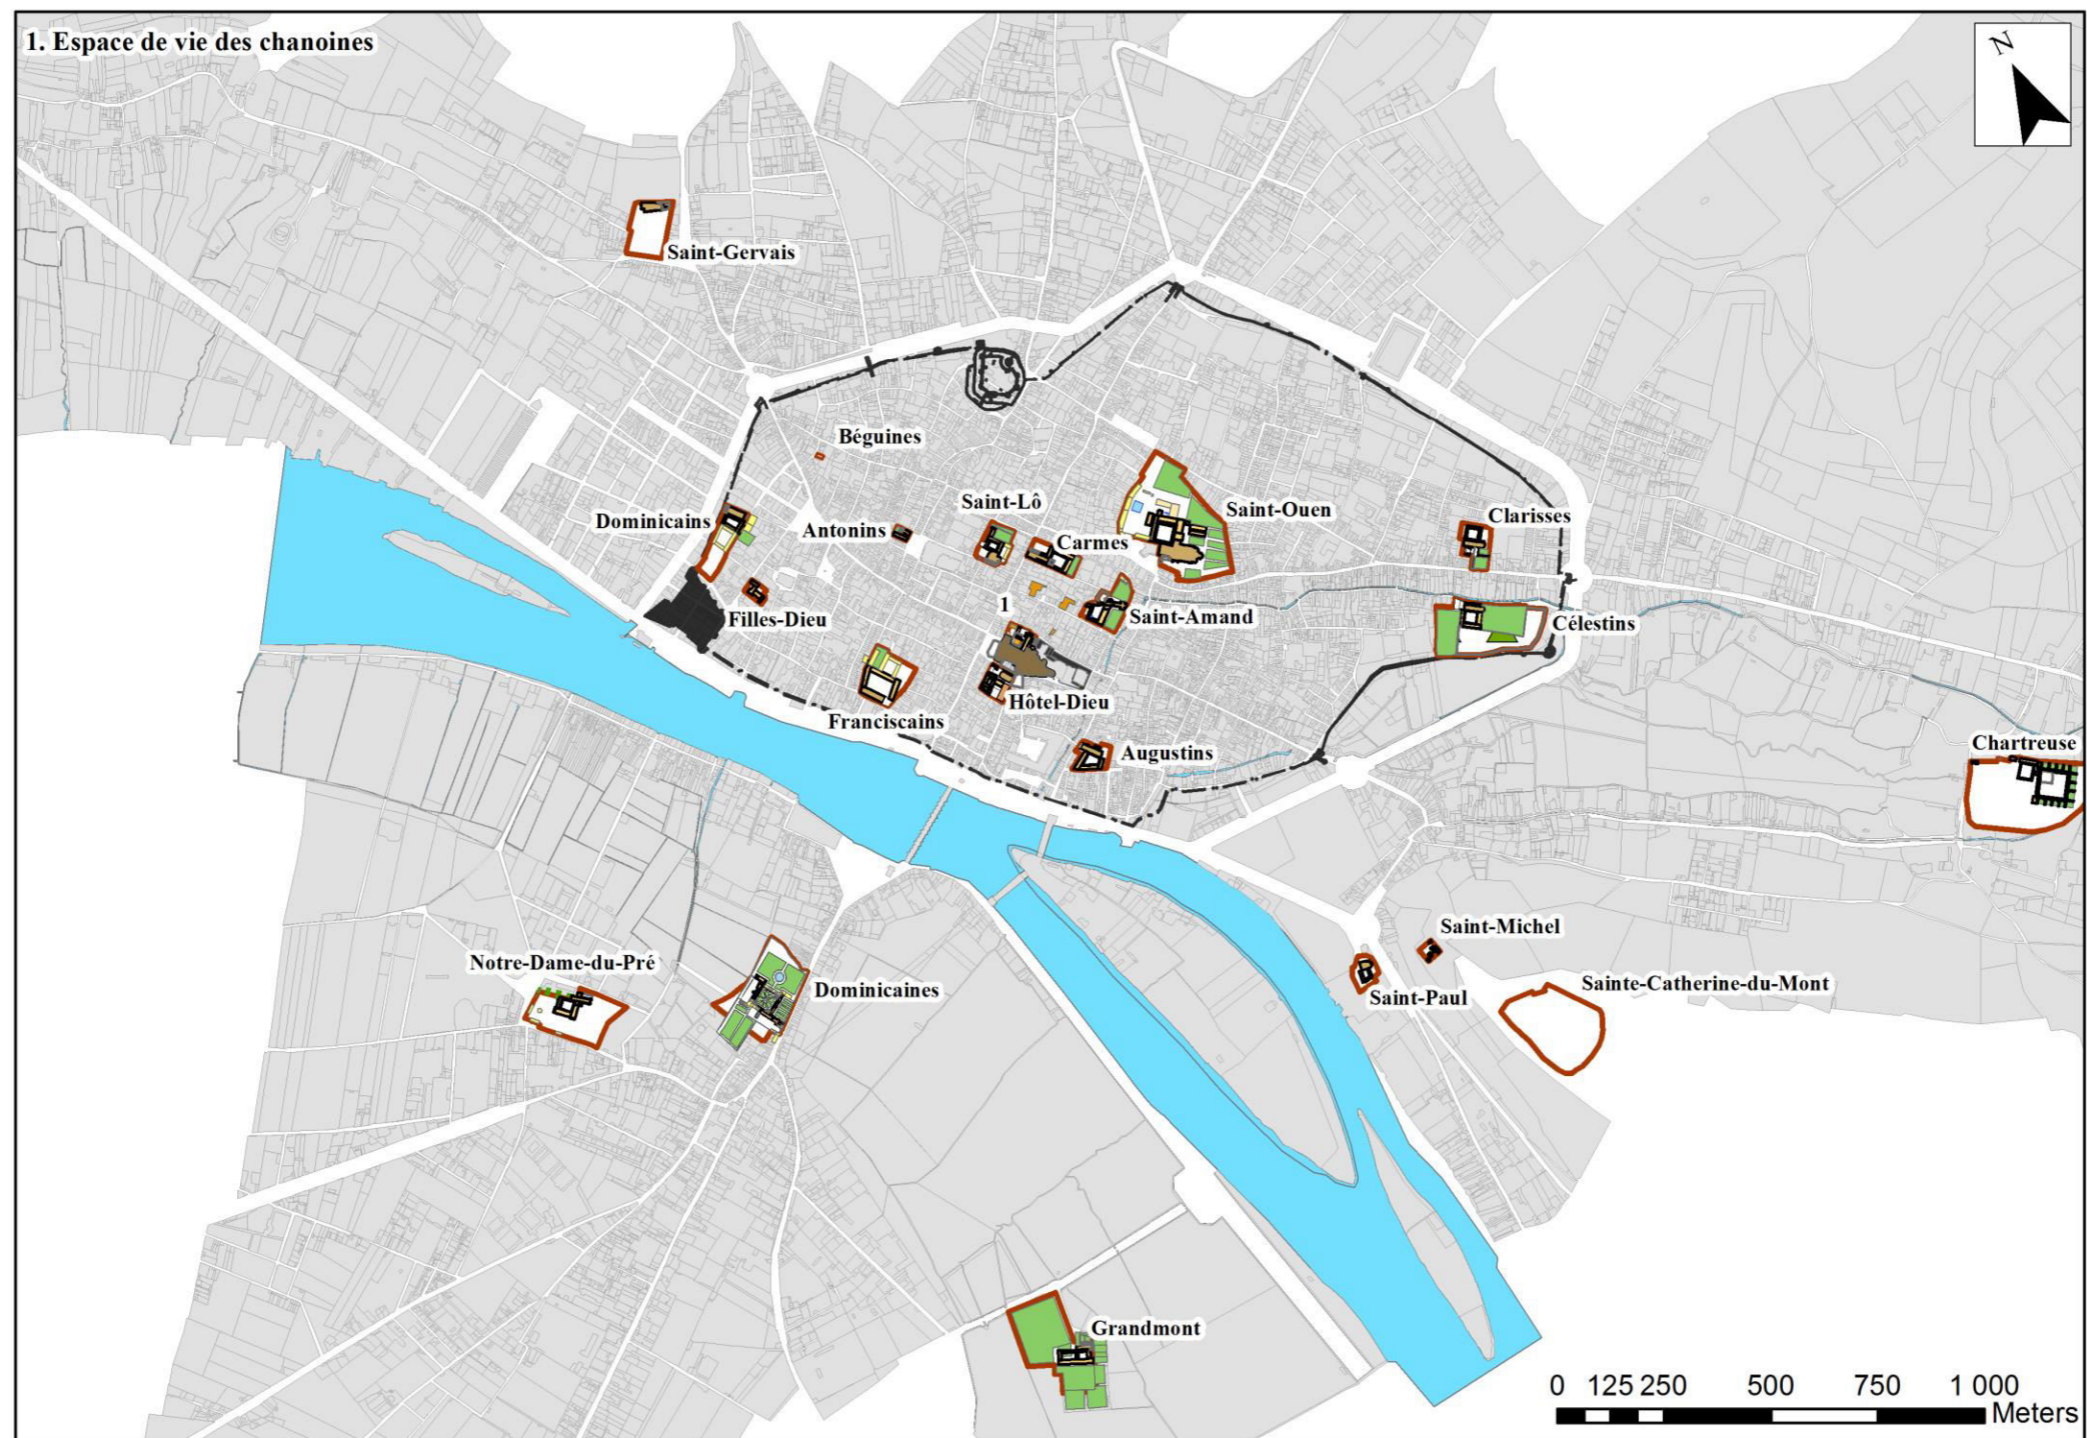 1. Espace de vie des chanoines
N
Saint-Gervais
Béguines
Saint-Lô
Saint-Ouen
Dominicains
Antonins
Carmes
Clarisses
1
Filles-Dieu
Saint-Amand
Célestins
Hôtel-Dieu
Franciscains
Augustins
Chartreuse
Saint-Michel
Notre-Dame-du-Pré
Dominicaines
Saint-Paul
Sainte-Catherine-du-Mont
Grandmont
0 125 250 500 750 1 000
Meters